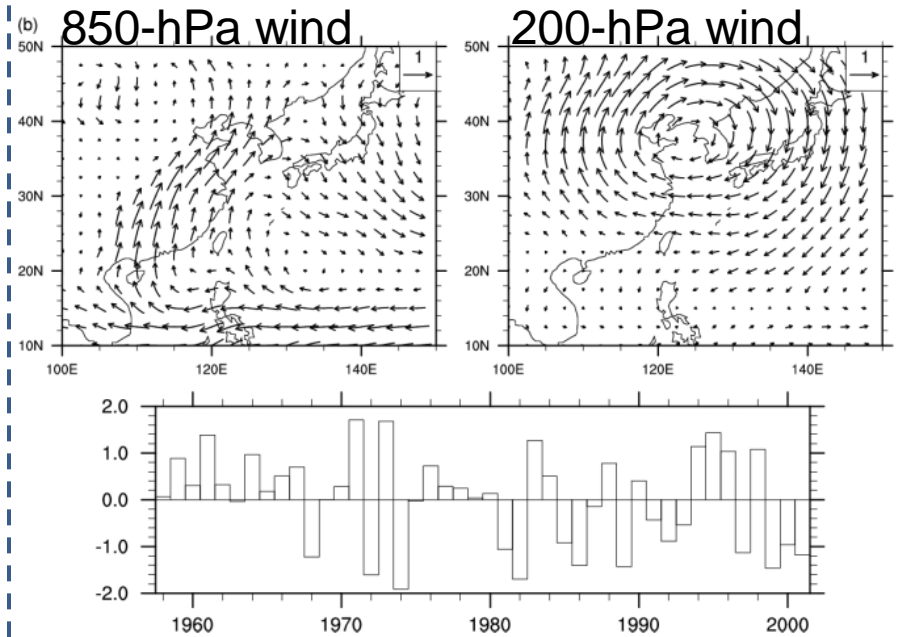 (b) 850-hPa wind 200-hPa wind
50N 50N
1 1
40N 40N
30N 30N
20N 20N
10N 10N
100E 120E 140E 100E 120E 140E
2.0
1.0
0.0
-1.0
-2.0
1960 1970 1980 1990 2000